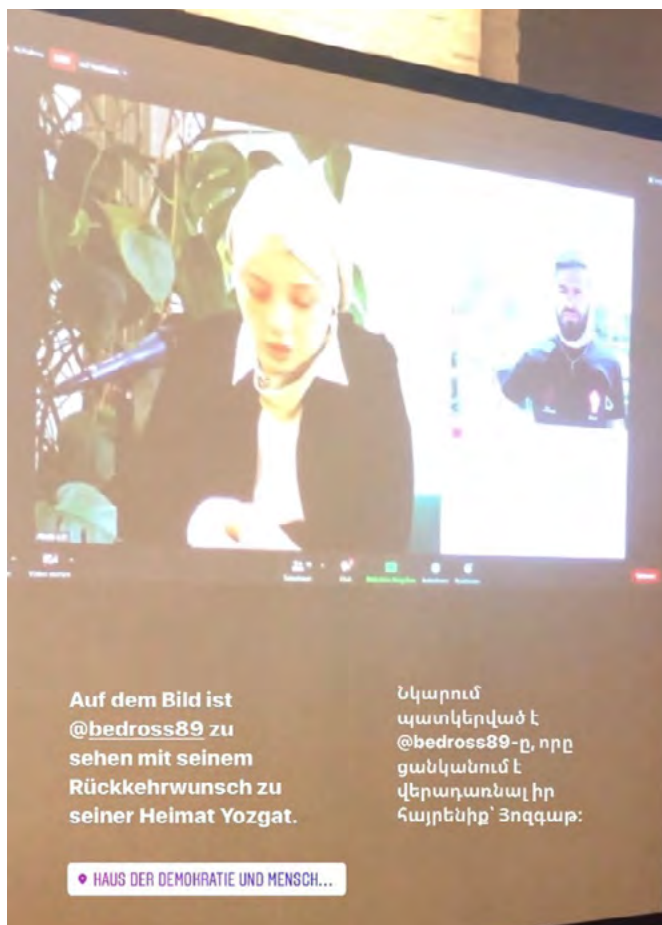 Auf dem Bild ist
@bedross89 zu
sehen mit seinem
Rückkehrwunsch zu
seiner Heimat Yozgat.
Նկարում
պատկերված է
@bedross89-ը, որը
ցանկանում է
վերադառնալ իր
հայրենիք՝ Յոզգաթ։
HAUS DER DEMOKRATIE UND MENSCH...